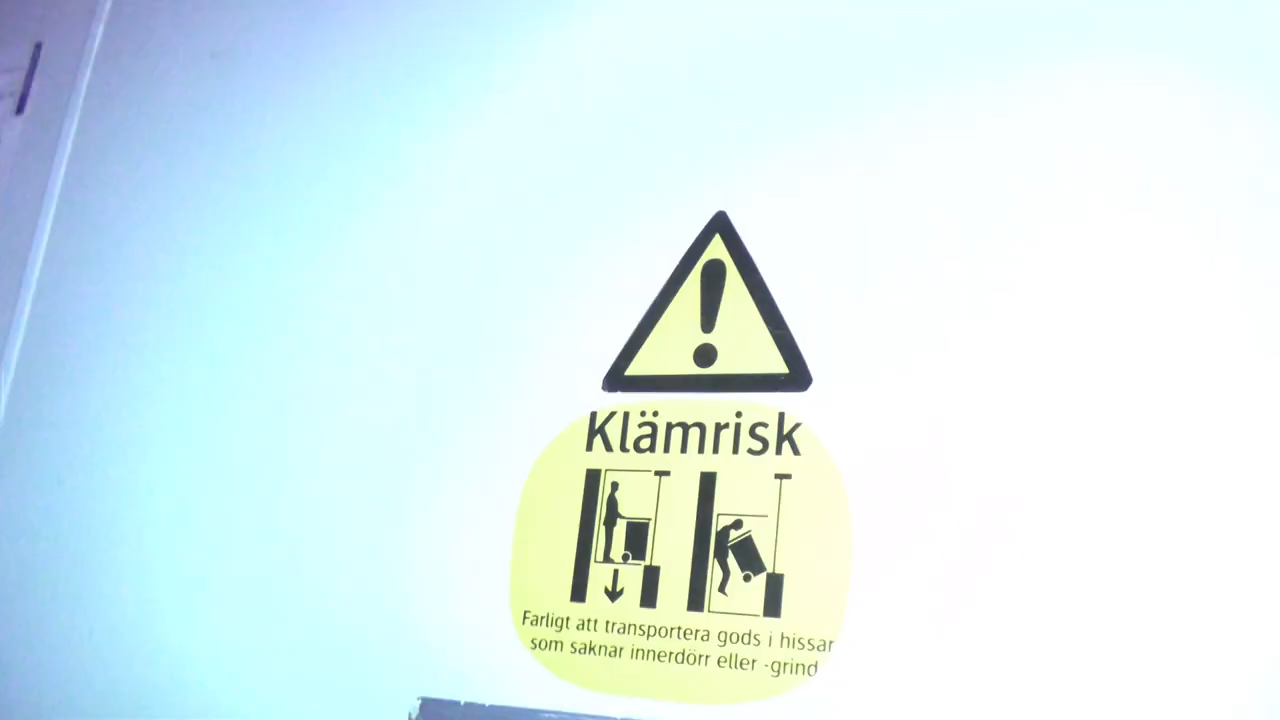 Klämrisk
Farligt att transportera gods i hissar
som saknar innerdörr eller -grind